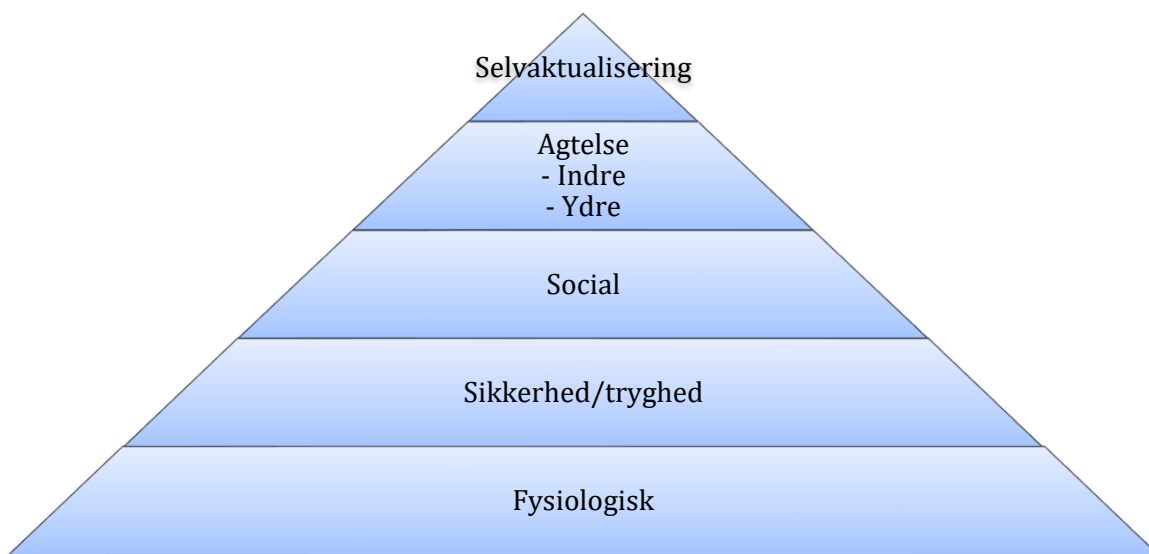 Selvaktualisering
Agtelse
- Indre
- Ydre
Social
Sikkerhed/tryghed
Fysiologisk